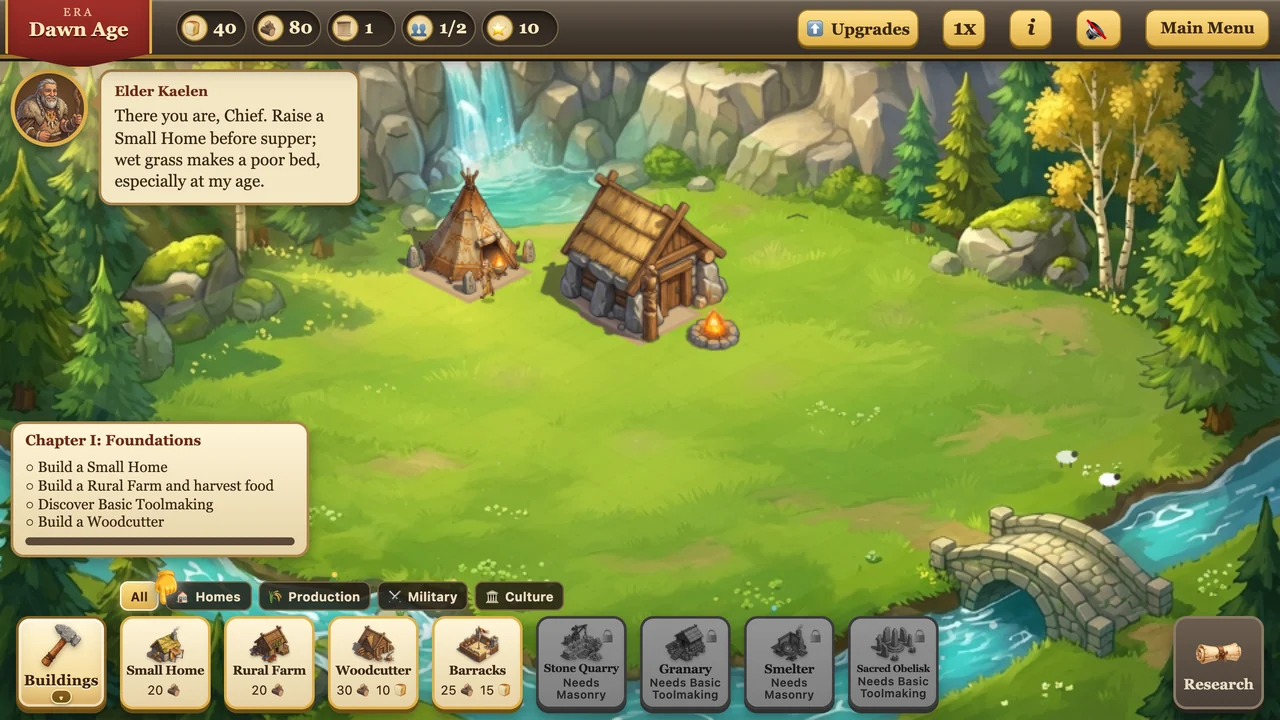 ERA
Dawn Age
40
80
1
1/2
10
Upgrades
1X
i
Main Menu
Elder Kaelen
There you are, Chief. Raise a
Small Home before supper;
wet grass makes a poor bed,
especially at my age.
Chapter I: Foundations
○ Build a Small Home
○ Build a Rural Farm and harvest food
○ Discover Basic Toolmaking
○ Build a Woodcutter
All
Homes
Production
Military
Culture
Buildings
Small Home
20
Rural Farm
20
Woodcutter
30 10
Barracks
25 15
Stone Quarry
Needs
Masonry
Granary
Needs Basic
Toolmaking
Smelter
Needs
Masonry
Sacred Obelisk
Needs Basic
Toolmaking
Research